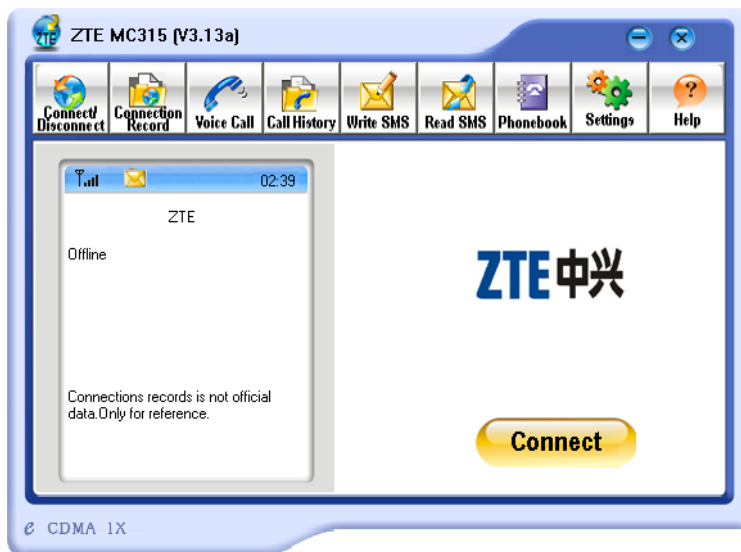 ZTE
ZTE MC315 (V3.13a)
Connect/
Disconnect
Connection
Record
Voice Call
Call History
Write SMS
Read SMS
Phonebook
Settings
?
Help
02:39
ZTE
Offline
Connections records is not official
data.Only for reference.
ZTE中兴
Connect
e CDMA 1X